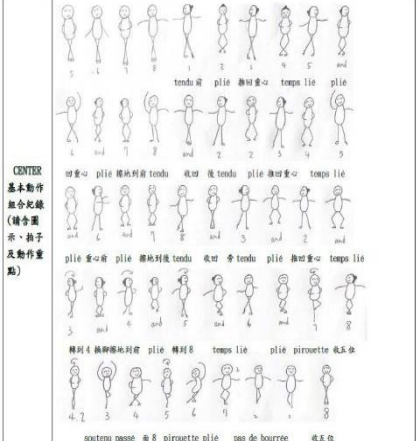 CENTER
基本動作
組合紀錄
(請含圖
示、拍子
及動作重
點)
5 6 7 8 1 2 3 4 5 and
tendu 前 plié 推回重心 temps lié plié
6 and 7 8 and 2 2 3 4 5
回重心 plié 擦地到前 tendu 收回 後 tendu plié 推回重心 temps lié
and 6 and 7 8 and 3 and 2 and
plié 重心前 plié 擦地到後 tendu 收回 旁 tendu plié 推回重心 temps lié
3 and 4 and 5 and 6 and 7 8
轉到 4 換腳擦地到前 plié 轉到 8 temps lié plié pirouette 收五位
4.2 3 4 5 6 7 8
soutenu passé 面 8 pirouette plié pas de bourrée 收五位